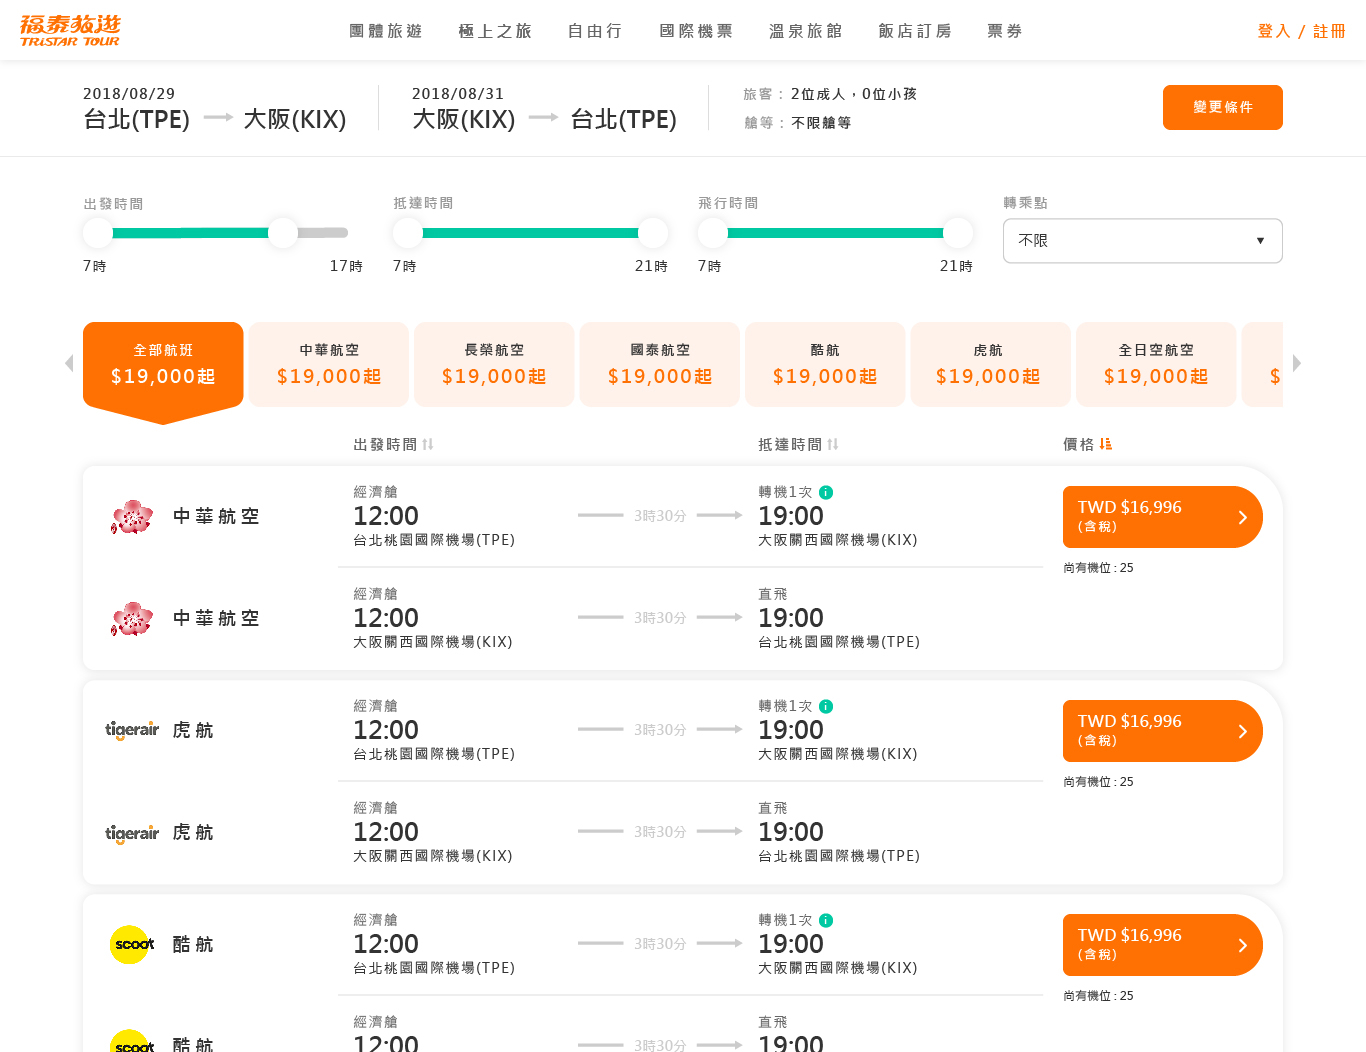 福泰旅遊
TRISTAR TOUR
團體旅遊 極上之旅 自由行 國際機票 溫泉旅館 飯店訂房 票券
登入 / 註冊
2018/08/29
台北(TPE) 大阪(KIX)
2018/08/31
大阪(KIX) 台北(TPE)
旅客：2位成人，0位小孩
艙等：不限艙等
變更條件
出發時間
7時 17時
抵達時間
7時 21時
飛行時間
7時 21時
轉乘點
不限
全部航班
$19,000起
中華航空
$19,000起
長榮航空
$19,000起
國泰航空
$19,000起
酷航
$19,000起
虎航
$19,000起
全日空航空
$19,000起
$
出發時間 抵達時間 價格
中華航空
經濟艙
12:00
台北桃園國際機場(TPE)
3時30分
轉機1次
19:00
大阪關西國際機場(KIX)
TWD $16,996
(含稅)
尚有機位 : 25
中華航空
經濟艙
12:00
大阪關西國際機場(KIX)
3時30分
直飛
19:00
台北桃園國際機場(TPE)
tigerair 虎航
經濟艙
12:00
台北桃園國際機場(TPE)
3時30分
轉機1次
19:00
大阪關西國際機場(KIX)
TWD $16,996
(含稅)
尚有機位 : 25
tigerair 虎航
經濟艙
12:00
大阪關西國際機場(KIX)
3時30分
直飛
19:00
台北桃園國際機場(TPE)
scoot 酷航
經濟艙
12:00
台北桃園國際機場(TPE)
3時30分
轉機1次
19:00
大阪關西國際機場(KIX)
TWD $16,996
(含稅)
尚有機位 : 25
scoot 酷航
經濟艙
12:00
3時30分
直飛
19:00